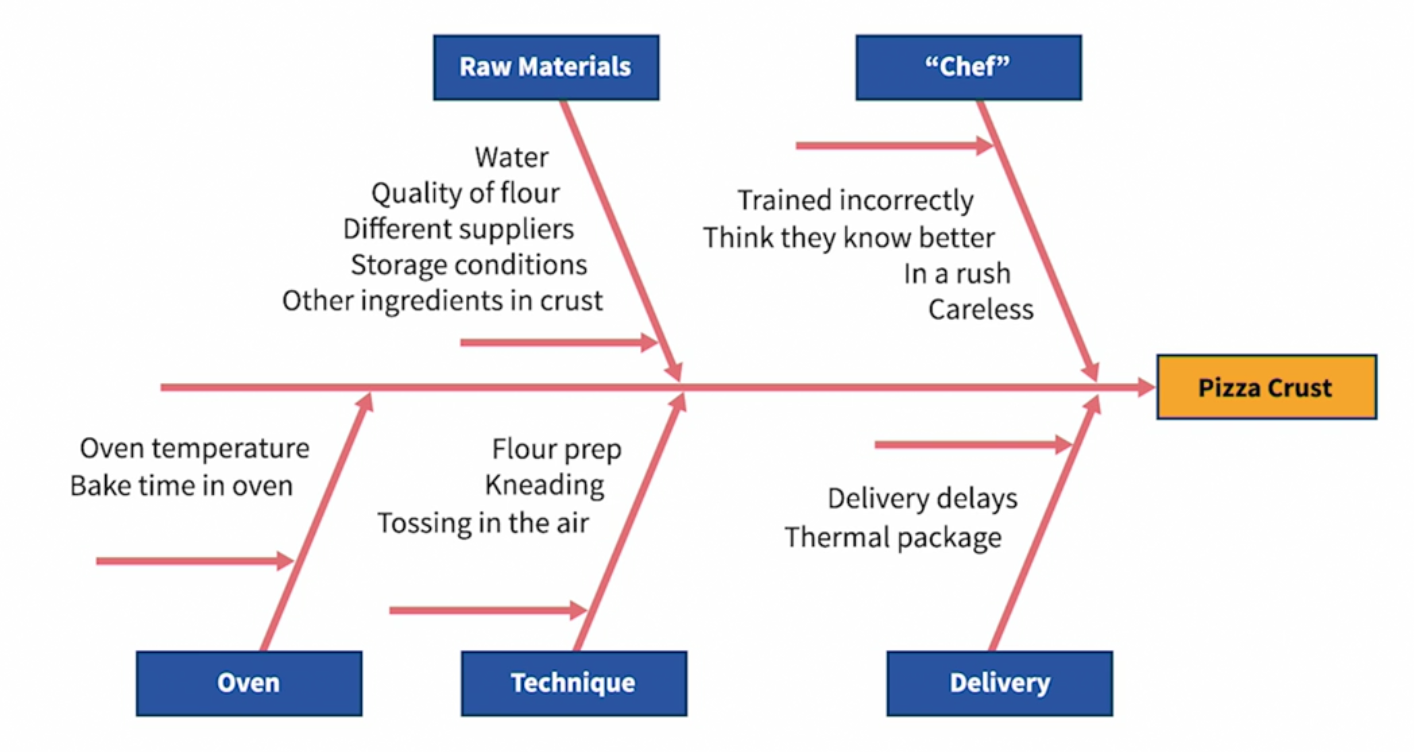 Raw Materials
“Chef”
Water
Quality of flour
Different suppliers
Storage conditions
Other ingredients in crust
Trained incorrectly
Think they know better
In a rush
Careless
Pizza Crust
Oven temperature
Bake time in oven
Flour prep
Kneading
Tossing in the air
Delivery delays
Thermal package
Oven
Technique
Delivery